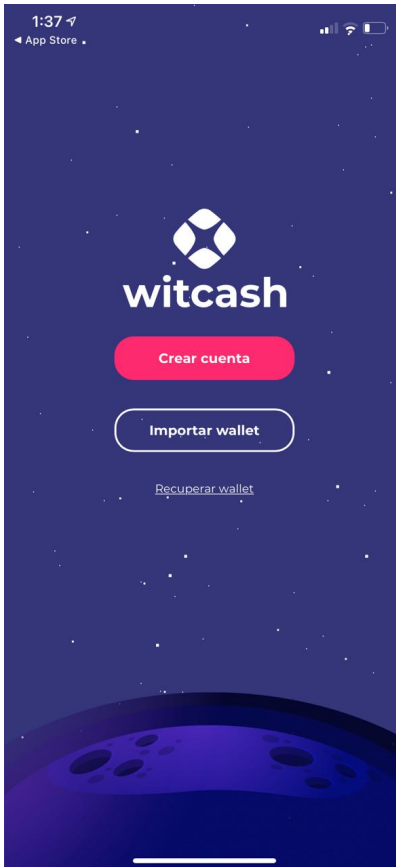 1:37
◀ App Store
witcash
Crear cuenta
Importar wallet
Recuperar wallet